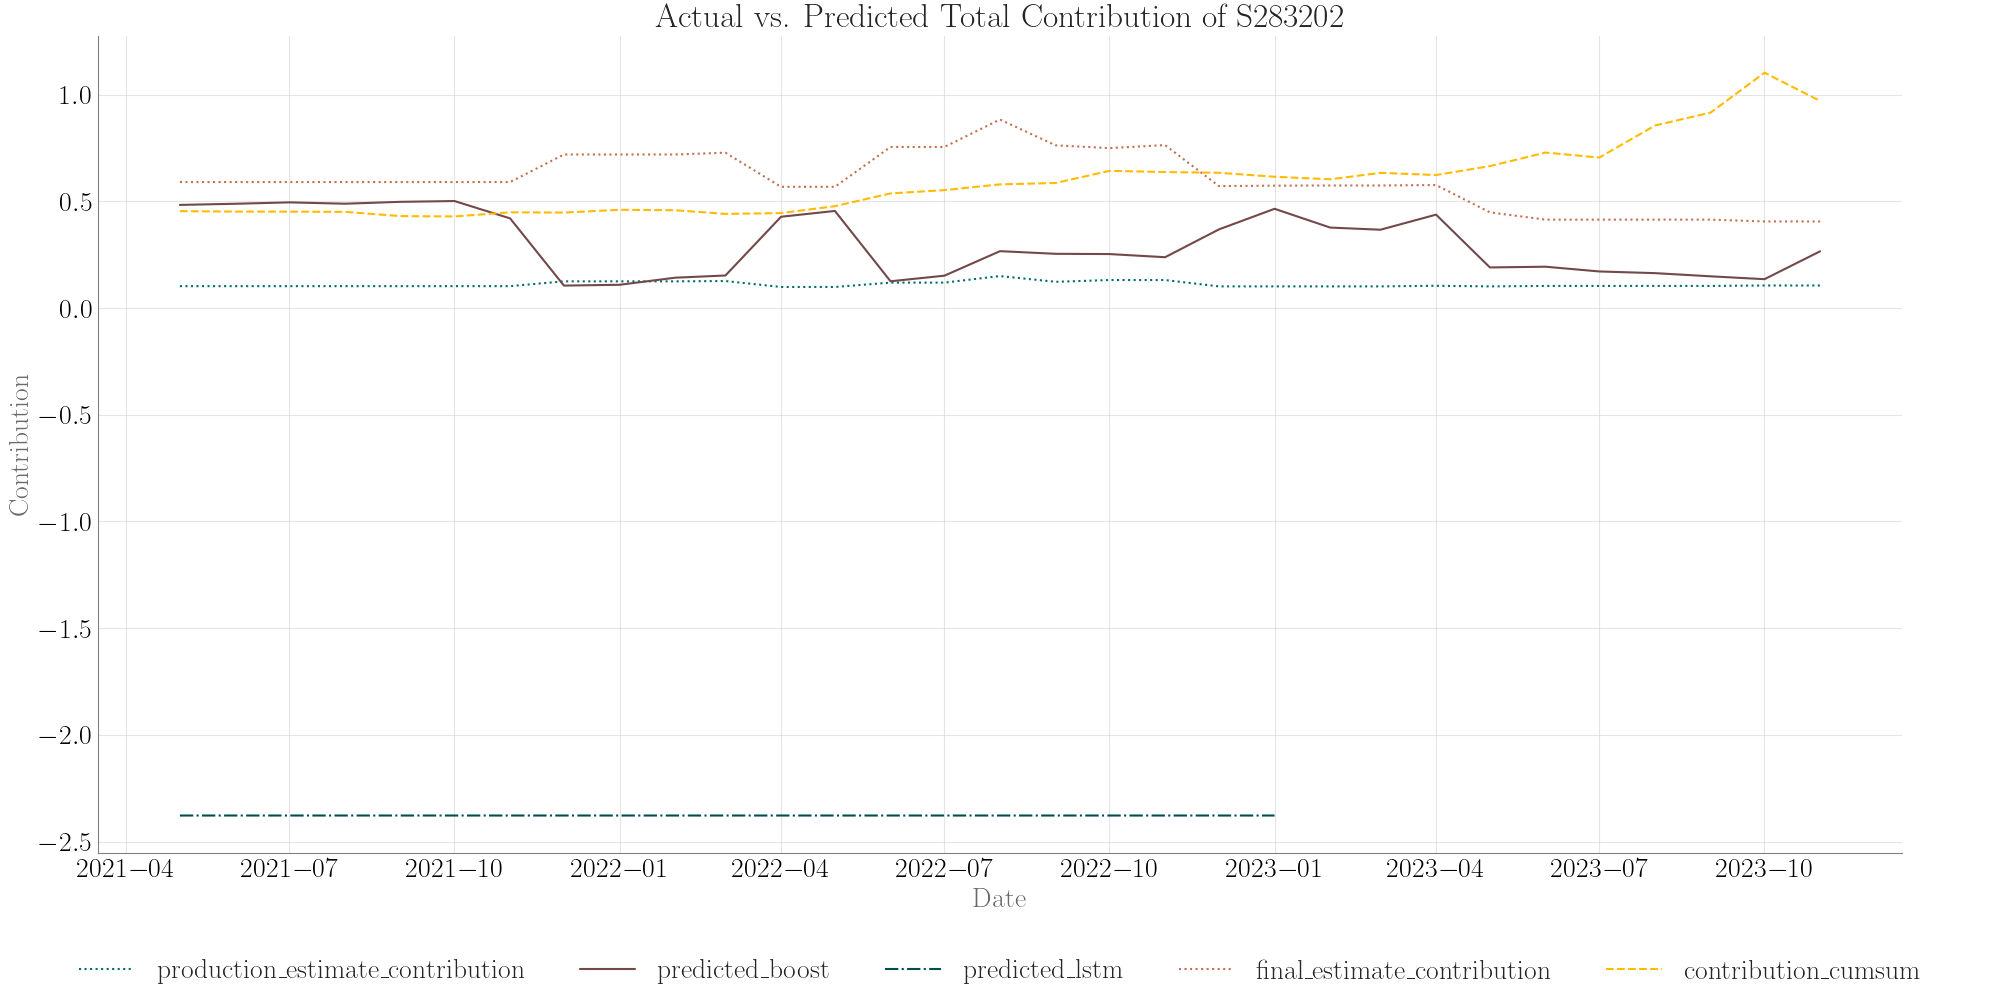 Actual vs. Predicted Total Contribution of S283202
1.0
0.5
0.0
−0.5
−1.0
−1.5
−2.0
−2.5
Contribution
2021−04 2021−07 2021−10 2022−01 2022−04 2022−07 2022−10 2023−01 2023−04 2023−07 2023−10
Date
production_estimate_contribution predicted_boost predicted_lstm final_estimate_contribution contribution_cumsum